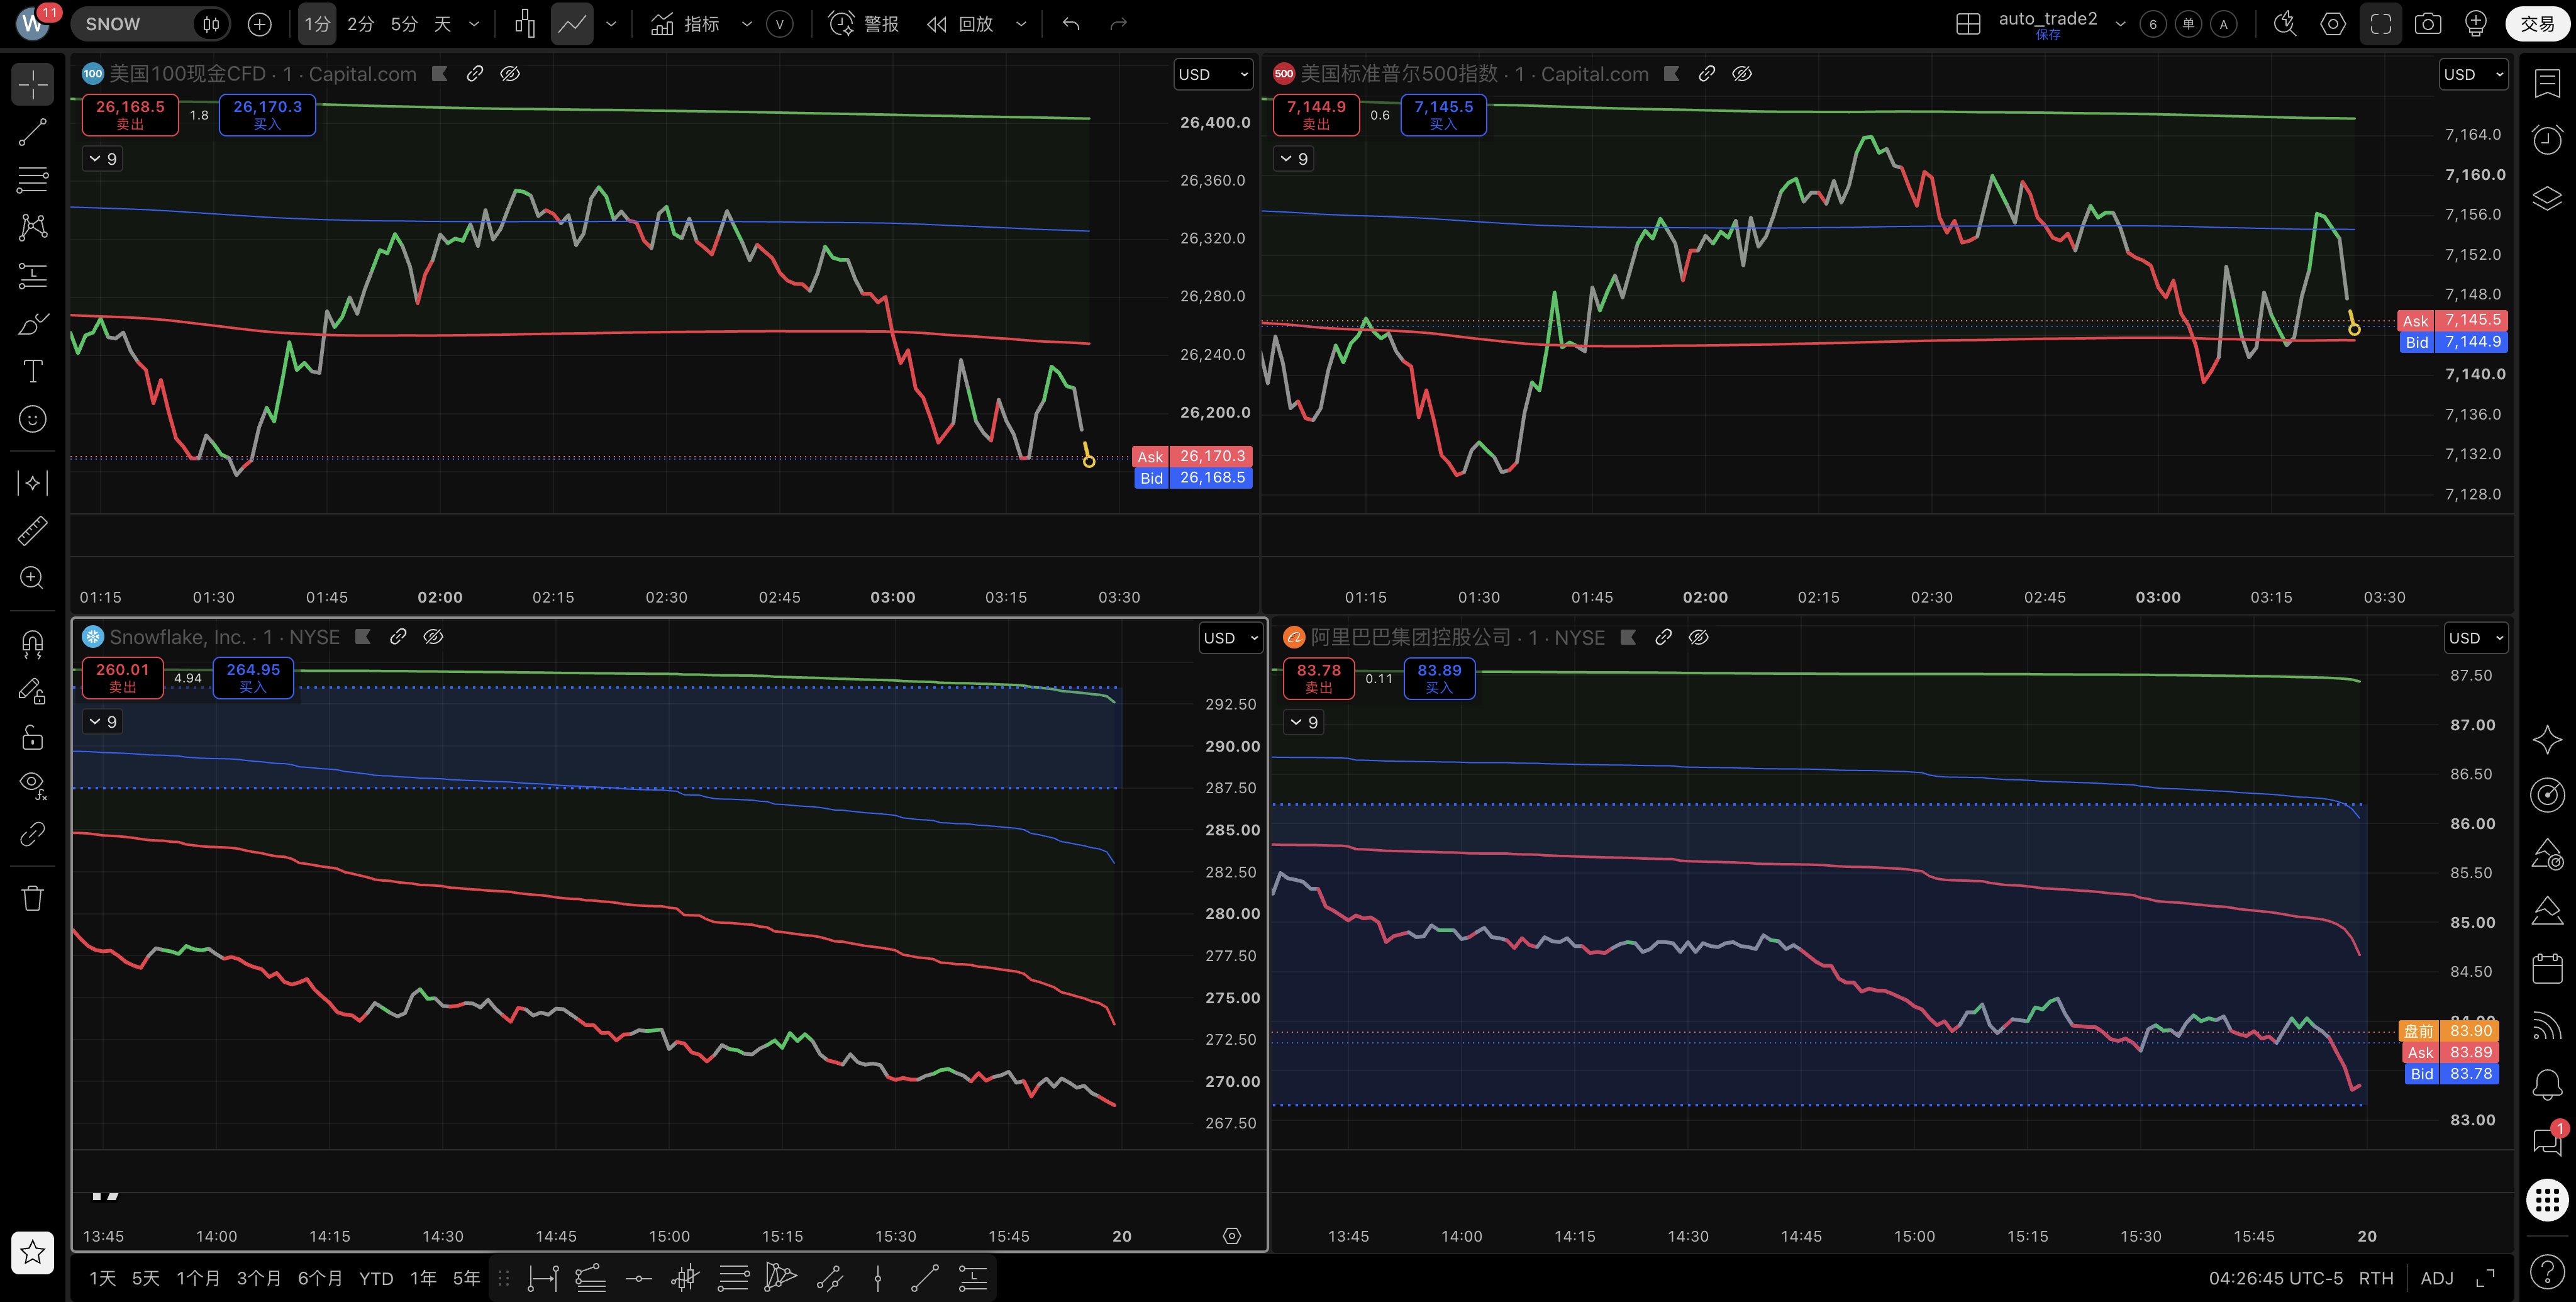 W
11
SNOW
1分
2分
5分
天
指标
V
警报
回放
auto_trade2
保存
6
单
A
交易
100
美国100现金CFD · 1 · Capital.com
USD
26,168.5
卖出
1.8
26,170.3
买入
9
26,400.0
26,360.0
26,320.0
26,280.0
26,240.0
26,200.0
Ask 26,170.3
Bid 26,168.5
01:15
01:30
01:45
02:00
02:15
02:30
02:45
03:00
03:15
03:30
500
美国标准普尔500指数 · 1 · Capital.com
USD
7,144.9
卖出
0.6
7,145.5
买入
9
7,164.0
7,160.0
7,156.0
7,152.0
7,148.0
Ask 7,145.5
Bid 7,144.9
7,140.0
7,136.0
7,132.0
7,128.0
01:15
01:30
01:45
02:00
02:15
02:30
02:45
03:00
03:15
03:30
Snowflake, Inc. · 1 · NYSE
USD
260.01
卖出
4.94
264.95
买入
9
292.50
290.00
287.50
285.00
282.50
280.00
277.50
275.00
272.50
270.00
267.50
13:45
14:00
14:15
14:30
14:45
15:00
15:15
15:30
15:45
20
阿里巴巴集团控股公司 · 1 · NYSE
USD
83.78
卖出
0.11
83.89
买入
9
87.50
87.00
86.50
86.00
85.50
85.00
84.50
84.00
盘前 83.90
Ask 83.89
Bid 83.78
83.00
13:45
14:00
14:15
14:30
14:45
15:00
15:15
15:30
15:45
20
1
1天
5天
1个月
3个月
6个月
YTD
1年
5年
04:26:45 UTC-5
RTH
ADJ